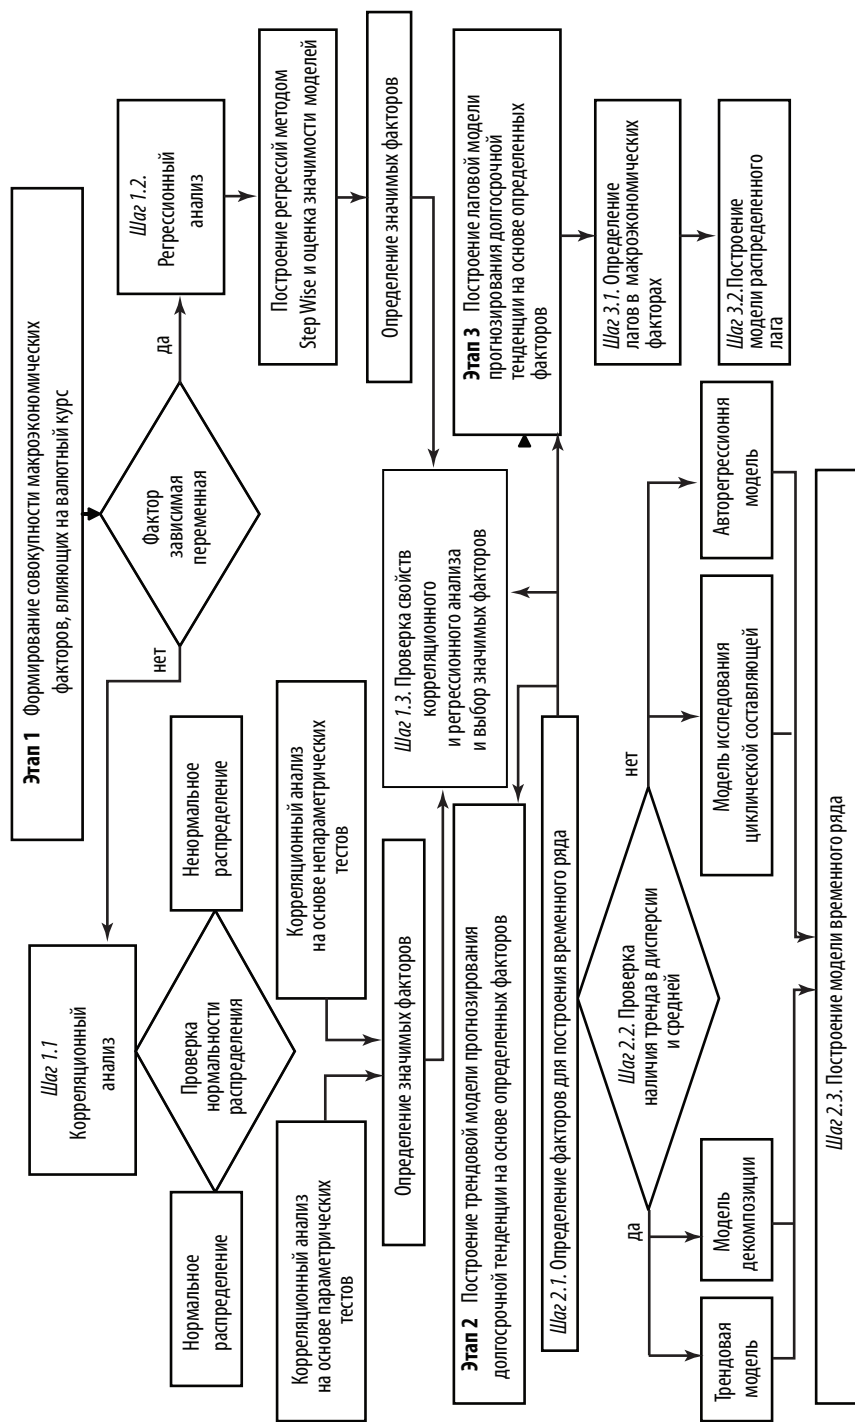 Этап 1 Формирование совокупности макроэкономических
факторов, влияющих на валютный курс
Фактор
зависимая
переменная
нет
да
Шаг 1.1
Корреляционный
анализ
Шаг 1.2.
Регрессионный
анализ
Проверка
нормальности
распределения
Нормальное
распределение
Ненормальное
распределение
Построение регрессий методом
Step Wise и оценка значимости моделей
Корреляционный анализ
на основе параметрических
тестов
Корреляционный анализ
на основе непараметрических
тестов
Определение значимых факторов
Определение значимых факторов
Шаг 1.3. Проверка свойств
корреляционного
и регрессионного анализа
и выбор значимых факторов
Этап 2 Построение трендовой модели прогнозирования
долгосрочной тенденции на основе определенных факторов
Этап 3 Построение лаговой модели
прогнозирования долгосрочной
тенденции на основе определенных
факторов
Шаг 2.1. Определение факторов для построения временного ряда
Шаг 3.1. Определение
лагов в макроэкономических
факторах
Шаг 2.2. Проверка
наличия тренда в дисперсии
и средней
да
нет
Шаг 3.2.Построение
модели распределенного
лага
Трендовая
модель
Модель
декомпозиции
Модель исследования
циклической составляющей
Авторегрессионня
модель
Шаг 2.3. Построение модели временного ряда